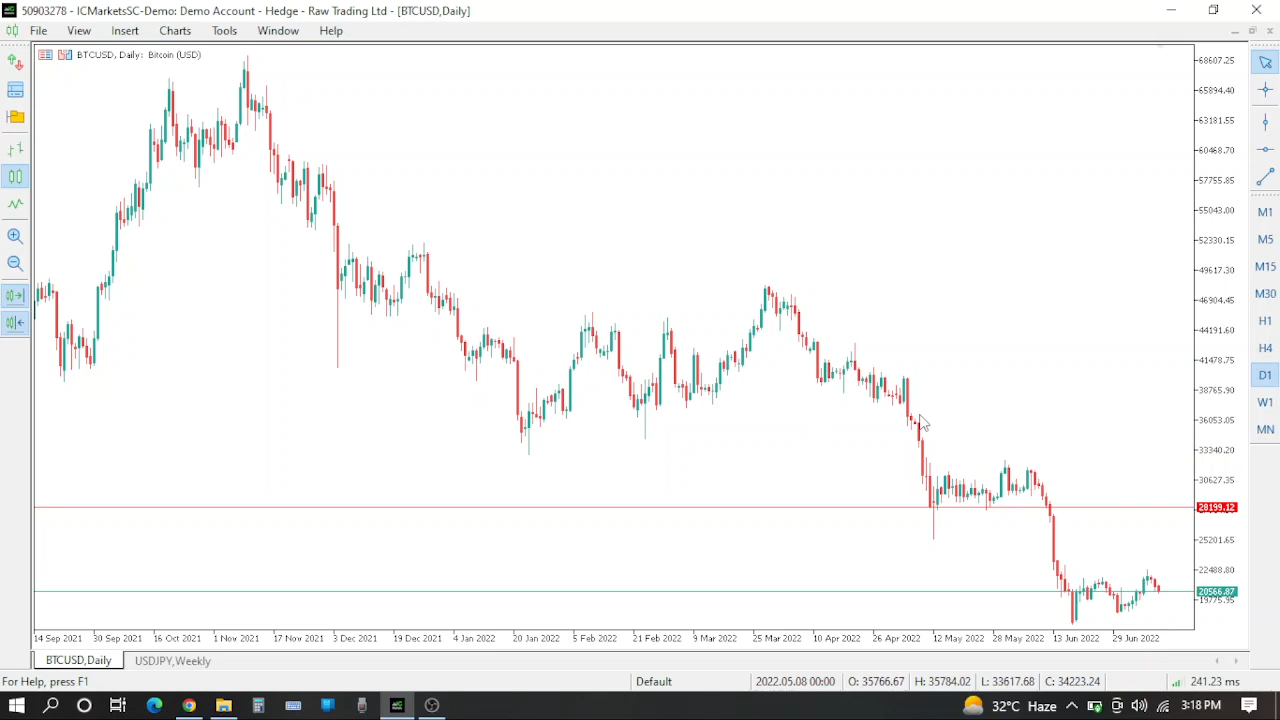 50903278 - ICMarketsSC-Demo: Demo Account - Hedge - Raw Trading Ltd - [BTCUSD,Daily]
File View Insert Charts Tools Window Help
BTCUSD, Daily: Bitcoin (USD)
68607.25
65894.40
63181.55
60468.70
57755.85
55043.00
52330.15
49617.30
46904.45
44191.60
41478.75
38765.90
36053.05
33340.20
30627.35
28199.12
25201.65
22488.80
20566.87
19775.95
M1
M5
M15
M30
H1
H4
D1
W1
MN
14 Sep 2021 30 Sep 2021 16 Oct 2021 1 Nov 2021 17 Nov 2021 3 Dec 2021 19 Dec 2021 4 Jan 2022 20 Jan 2022 5 Feb 2022 21 Feb 2022 9 Mar 2022 25 Mar 2022 10 Apr 2022 26 Apr 2022 12 May 2022 28 May 2022 13 Jun 2022 29 Jun 2022
BTCUSD,Daily USDJPY,Weekly
For Help, press F1 Default 2022.05.08 00:00 O: 35766.67 H: 35784.02 L: 33617.68 C: 34223.24 241.23 ms
32°C Haze 3:18 PM